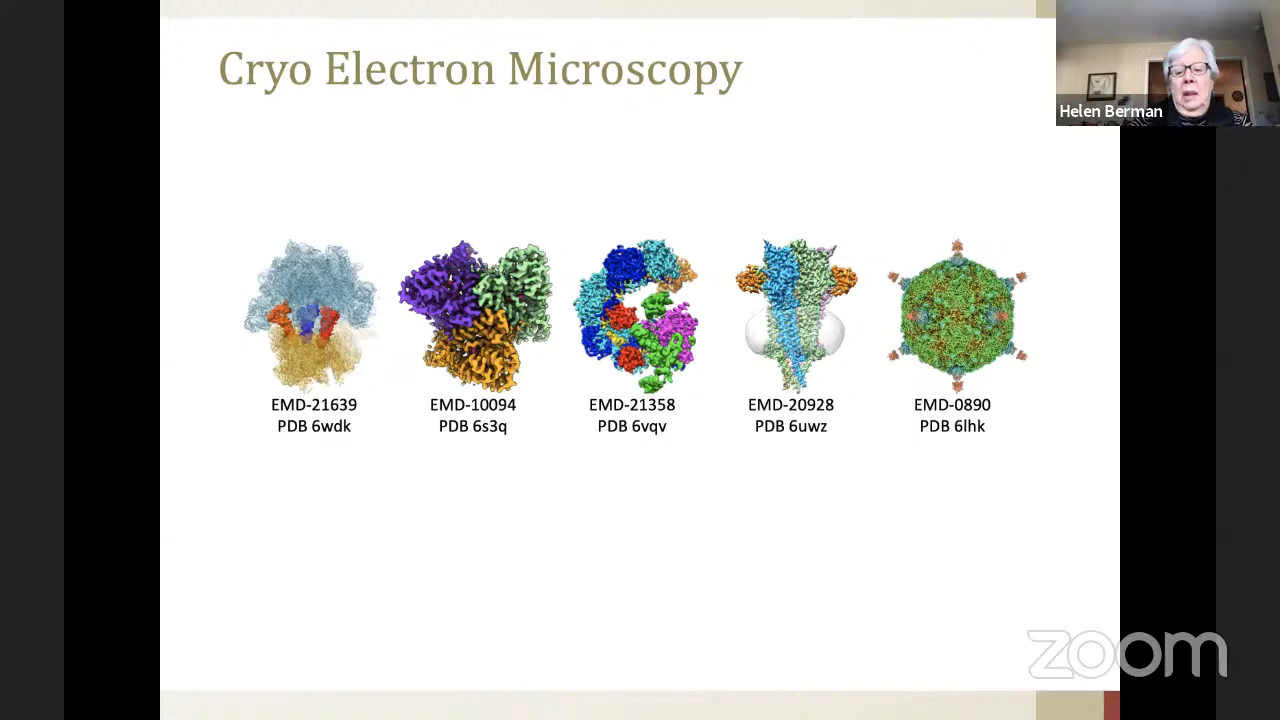 Cryo Electron Microscopy
Helen Berman
EMD-21639
PDB 6wdk
EMD-10094
PDB 6s3q
EMD-21358
PDB 6vqv
EMD-20928
PDB 6uwz
EMD-0890
PDB 6lhk
zoom